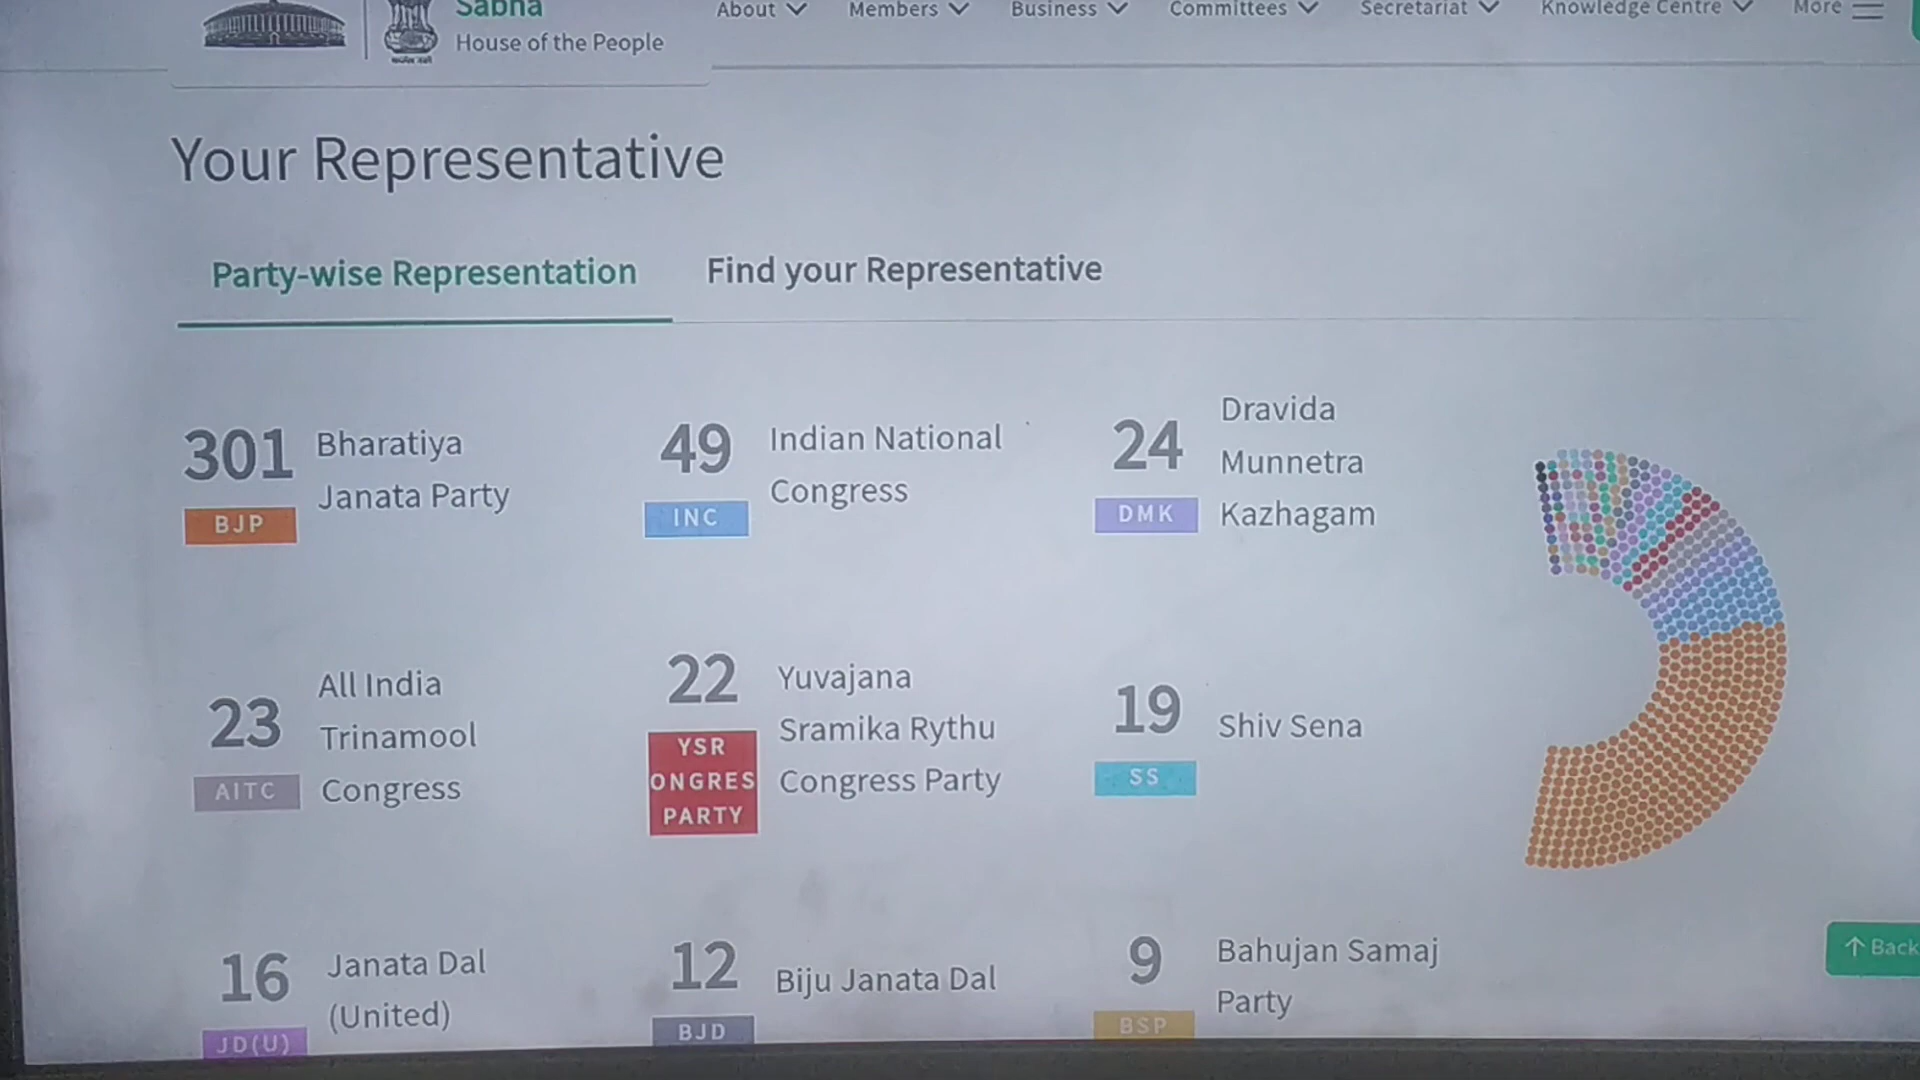 Sabha
House of the People
About
Members
Business
Committees
Secretariat
Knowledge Centre
More
Your Representative
Party-wise Representation
Find your Representative
301
BJP
Bharatiya
Janata Party
49
INC
Indian National
Congress
24
DMK
Dravida
Munnetra
Kazhagam
23
AITC
All India
Trinamool
Congress
22
YSR
ONGRES
PARTY
Yuvajana
Sramika Rythu
Congress Party
19
SS
Shiv Sena
16
JD(U)
Janata Dal
(United)
12
BJD
Biju Janata Dal
9
BSP
Bahujan Samaj
Party
Back